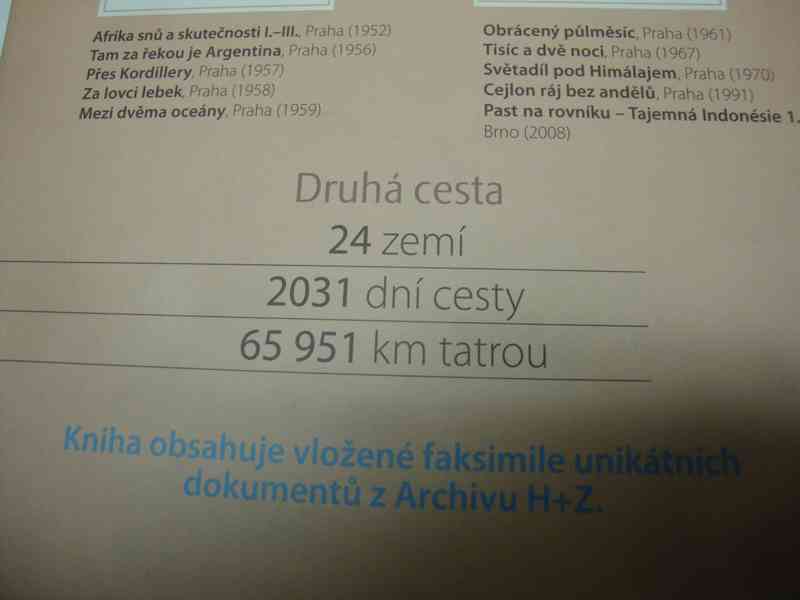 Afrika snů a skutečnosti I.–III., Praha (1952)
Tam za řekou je Argentina, Praha (1956)
Přes Kordillery, Praha (1957)
Za lovci lebek, Praha (1958)
Mezi dvěma oceány, Praha (1959)
Obrácený půlměsíc, Praha (1961)
Tisíc a dvě noci, Praha (1967)
Světadíl pod Himálajem, Praha (1970)
Cejlon ráj bez andělů, Praha (1991)
Past na rovníku – Tajemná Indonésie 1.
Brno (2008)
Druhá cesta
24 zemí
2031 dní cesty
65 951 km tatrou
Kniha obsahuje vložené faksimile unikátních
dokumentů z Archivu H+Z.